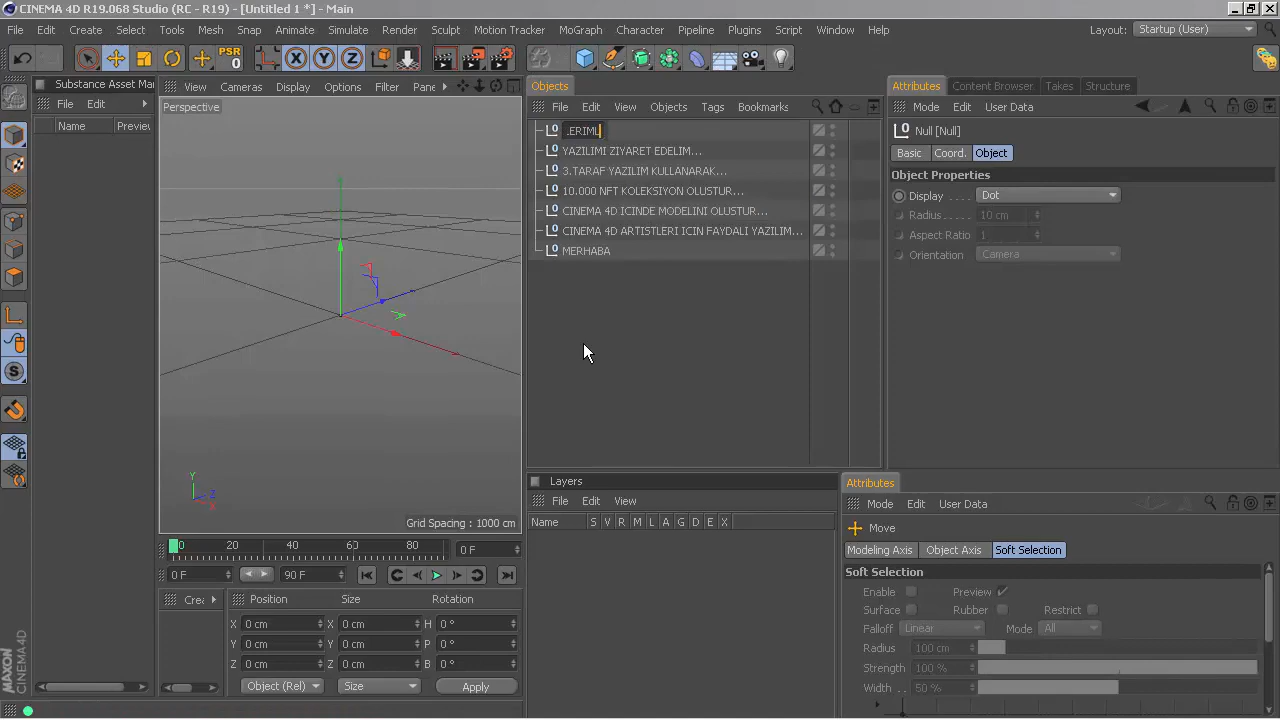 CINEMA 4D R19.068 Studio (RC - R19) - [Untitled 1 *] - Main
File Edit Create Select Tools Mesh Snap Animate Simulate Render Sculpt Motion Tracker MoGraph Character Pipeline Plugins Script Window Help Layout: Startup (User)
PSR
0
X Y Z
Substance Asset Mar
File Edit
Name Preview
View Cameras Display Options Filter Pane
Perspective
Y
Z
X
Grid Spacing : 1000 cm
Objects
File Edit View Objects Tags Bookmarks
.ERIML
YAZILIMI ZIYARET EDELIM...
3.TARAF YAZILIM KULLANARAK...
10.000 NFT KOLEKSIYON OLUSTUR...
CINEMA 4D ICINDE MODELINI OLUSTUR...
CINEMA 4D ARTISTLERI ICIN FAYDALI YAZILIM...
MERHABA
Attributes Content Browser Takes Structure
Mode Edit User Data
Null [Null]
Basic Coord. Object
Object Properties
Display Dot
Radius 10 cm
Aspect Ratio 1
Orientation Camera
Layers
File Edit View
Name S V R M L A G D E X
Attributes
Mode Edit User Data
Move
Modeling Axis Object Axis Soft Selection
Soft Selection
Enable Preview
Surface Rubber Restrict
Falloff Linear Mode All
Radius 100 cm
Strength 100 %
Width 50 %
0 20 40 60 80 0 F
0 F 90 F
Crea
Position Size Rotation
X 0 cm X 0 cm H 0 °
Y 0 cm Y 0 cm P 0 °
Z 0 cm Z 0 cm B 0 °
Object (Rel) Size Apply
MAXON CINEMA 4D